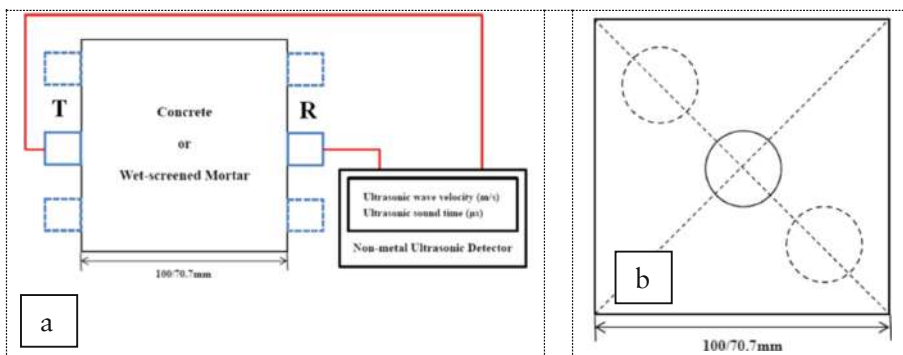 T
R
Concrete
or
Wet-screened Mortar
Ultrasonic wave velocity (m/s)
Ultrasonic sound time (μs)
Non-metal Ultrasonic Detector
100/70.7mm
a
b
100/70.7mm